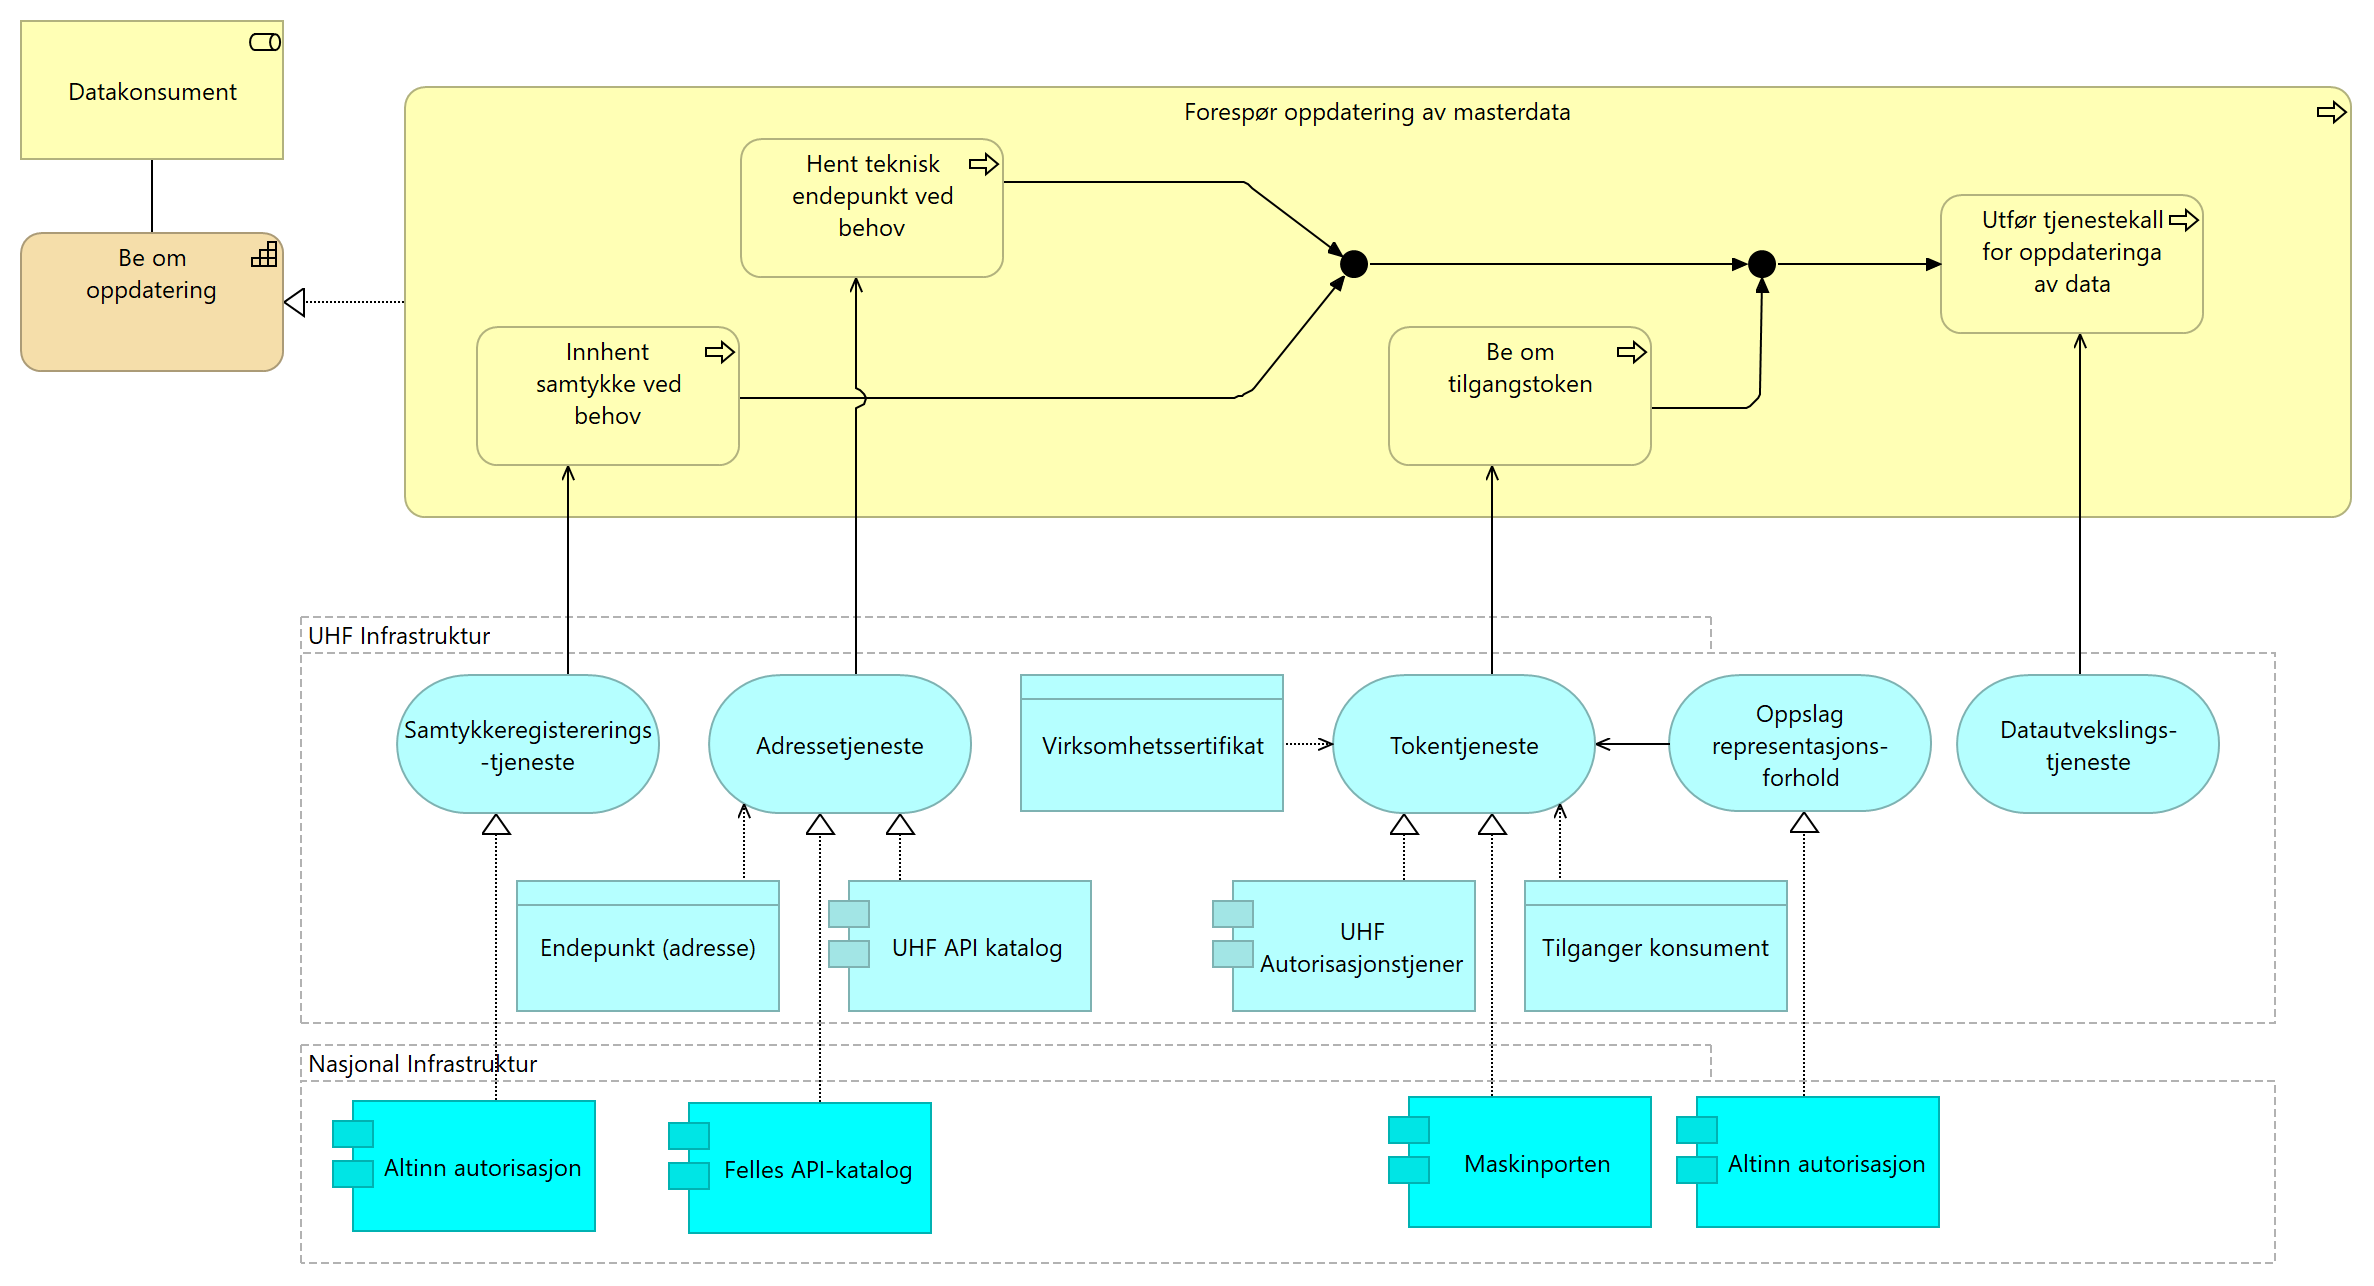 Datakonsument
Be om
oppdatering
Forespør oppdatering av masterdata
Hent teknisk
endepunkt ved
behov
Innhent
samtykke ved
behov
Be om
tilgangstoken
Utfør tjenestekall
for oppdateringa
av data
UHF Infrastruktur
Samtykkeregistererings
-tjeneste
Adressetjeneste
Virksomhetssertifikat
Tokentjeneste
Oppslag
representasjons-
forhold
Datautvekslings-
tjeneste
Endepunkt (adresse)
UHF API katalog
UHF
Autorisasjonstjener
Tilganger konsument
Nasjonal Infrastruktur
Altinn autorisasjon
Felles API-katalog
Maskinporten
Altinn autorisasjon